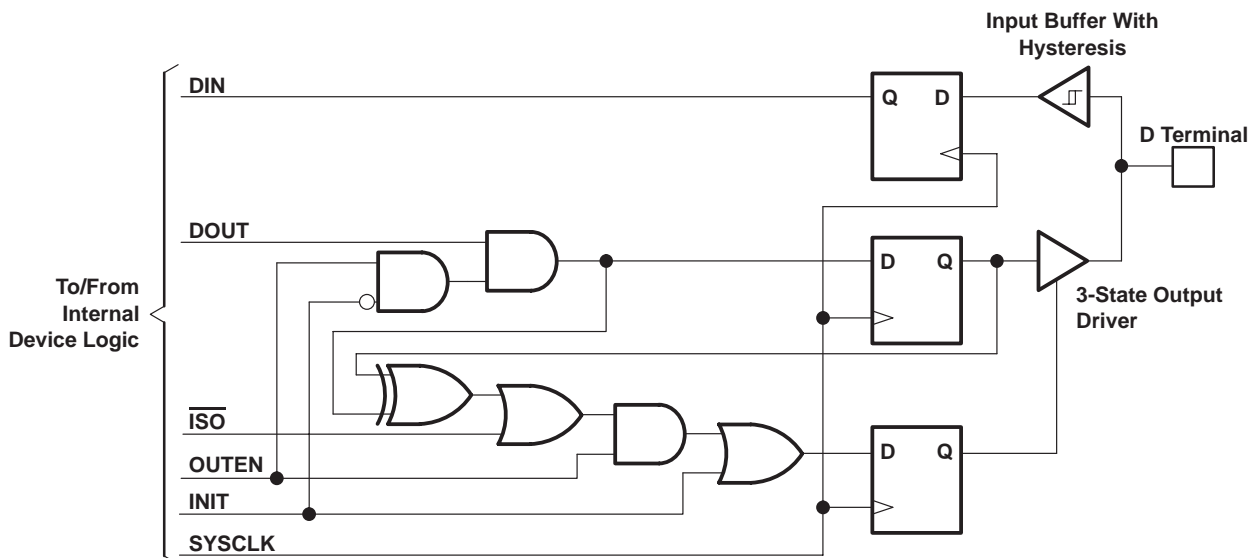 Input Buffer With
Hysteresis
DIN
Q D
D Terminal
DOUT
D Q
To/From
Internal
Device Logic
3-State Output
Driver
ISO
OUTEN
D Q
INIT
SYSCLK